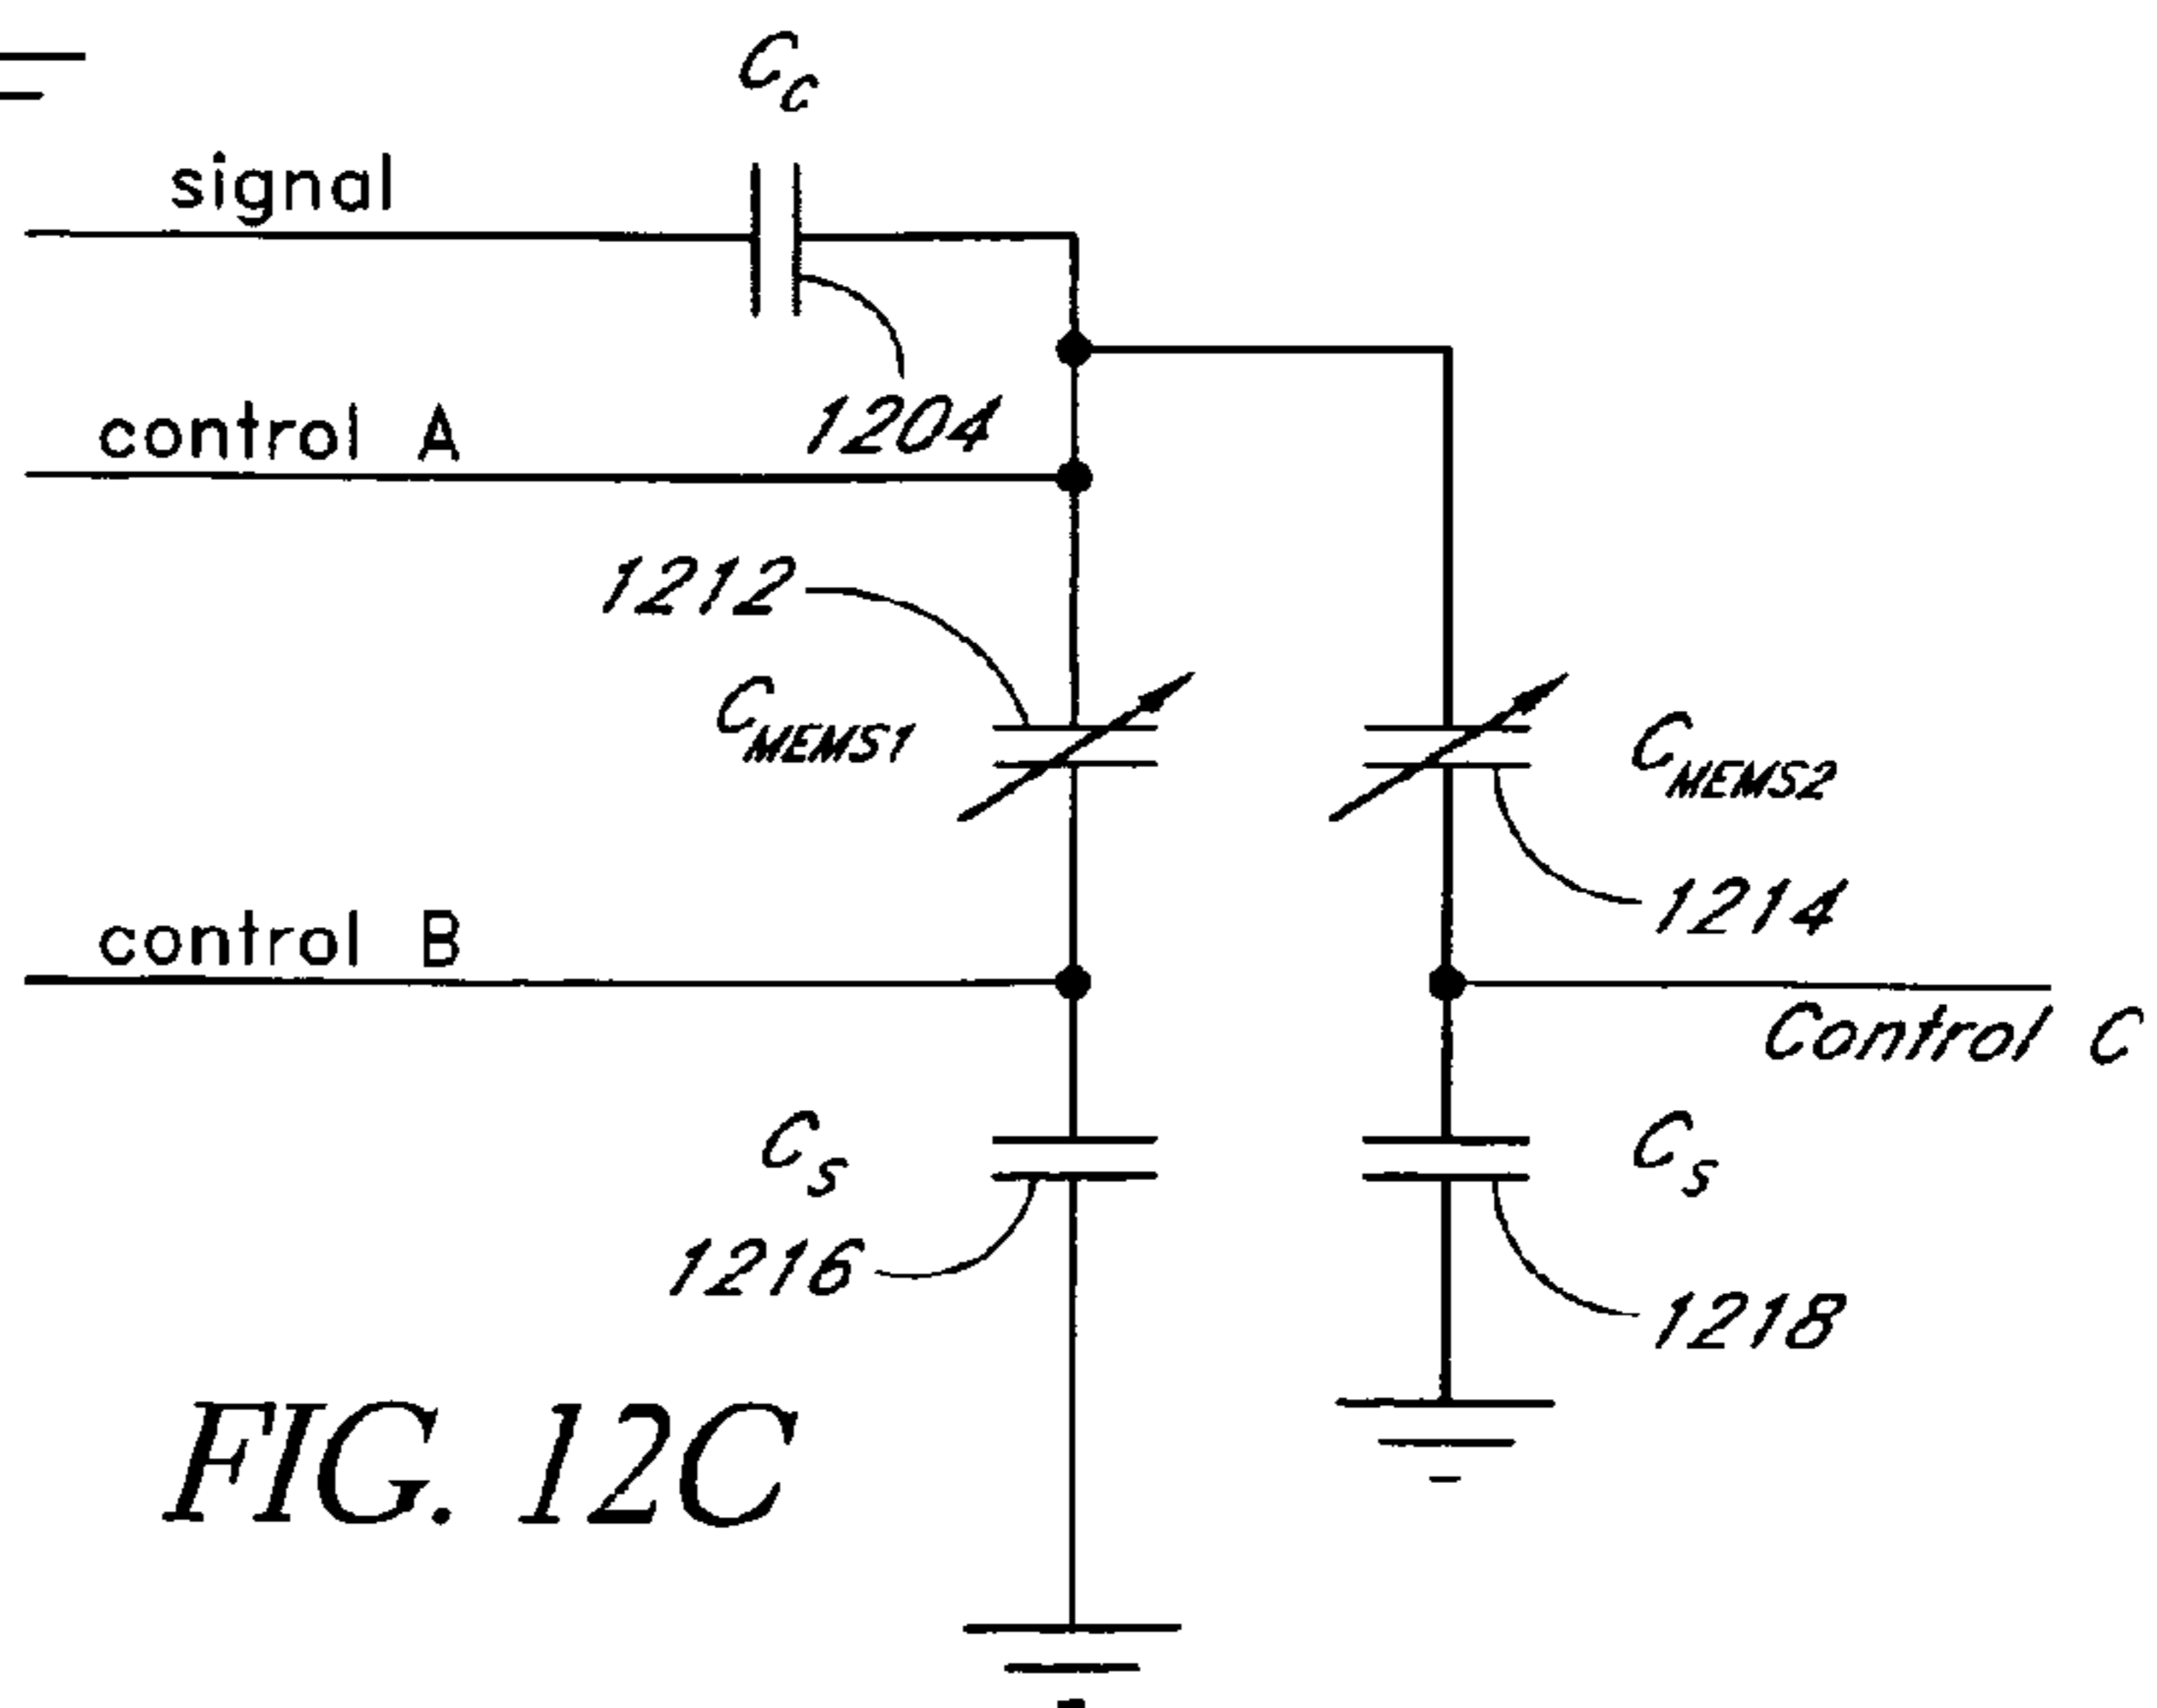 C_C
signal
1204
control A
1212
C_MEMS1
C_MEMS2
1214
control B
Control C
C_S
C_S
1216
1218
FIG. 12C